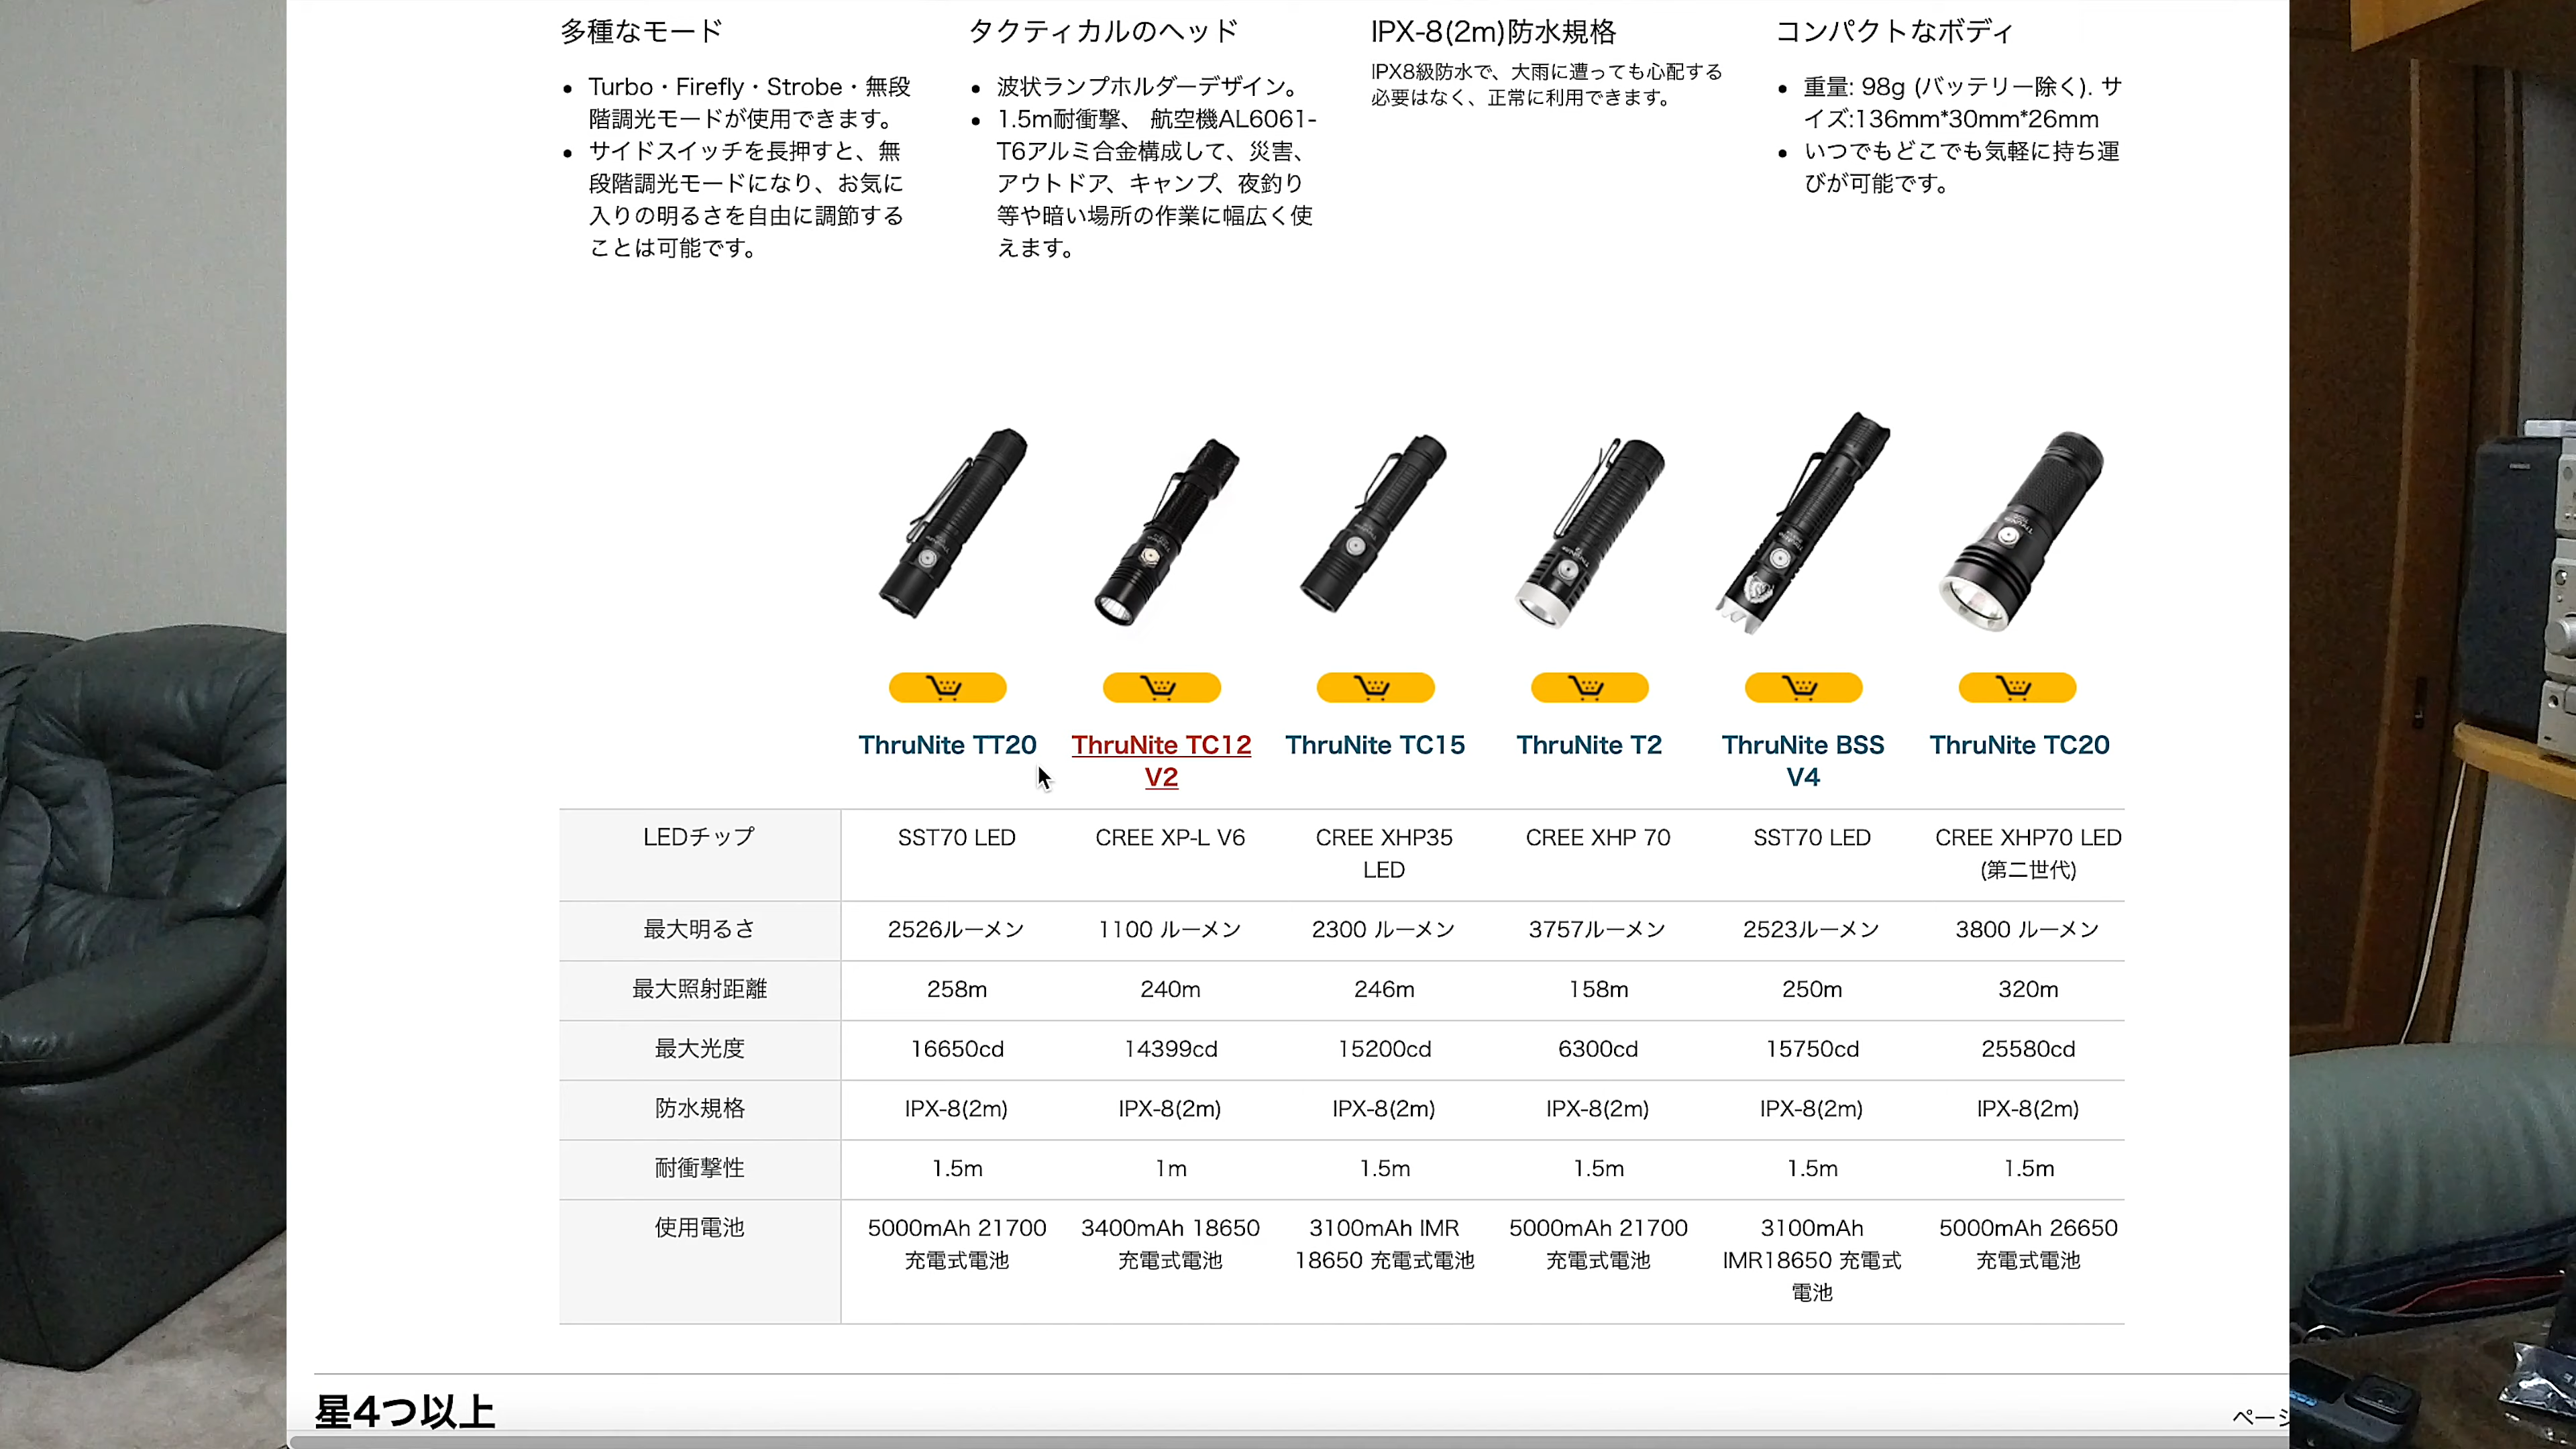 多種なモード
• Turbo・Firefly・Strobe・無段
階調光モードが使用できます。
• サイドスイッチを長押すと、無
段階調光モードになり、お気に
入りの明るさを自由に調節する
ことは可能です。
タクティカルのヘッド
• 波状ランプホルダーデザイン。
• 1.5m耐衝撃、 航空機AL6061-
T6アルミ合金構成して、災害、
アウトドア、キャンプ、夜釣り
等や暗い場所の作業に幅広く使
えます。
IPX-8(2m)防水規格
IPX8級防水で、大雨に遭っても心配する
必要はなく、正常に利用できます。
コンパクトなボディ
• 重量: 98g (バッテリー除く). サ
イズ:136mm*30mm*26mm
• いつでもどこでも気軽に持ち運
びが可能です。
ThruNite TT20 ThruNite TC12 ThruNite TC15 ThruNite T2 ThruNite BSS ThruNite TC20
V2 V4
LEDチップ SST70 LED CREE XP-L V6 CREE XHP35 CREE XHP 70 SST70 LED CREE XHP70 LED
LED (第二世代)
最大明るさ 2526ルーメン 1100 ルーメン 2300 ルーメン 3757ルーメン 2523ルーメン 3800 ルーメン
最大照射距離 258m 240m 246m 158m 250m 320m
最大光度 16650cd 14399cd 15200cd 6300cd 15750cd 25580cd
防水規格 IPX-8(2m) IPX-8(2m) IPX-8(2m) IPX-8(2m) IPX-8(2m) IPX-8(2m)
耐衝撃性 1.5m 1m 1.5m 1.5m 1.5m 1.5m
使用電池 5000mAh 21700 3400mAh 18650 3100mAh IMR 5000mAh 21700 3100mAh 5000mAh 26650
充電式電池 充電式電池 18650 充電式電池 充電式電池 IMR18650 充電式 充電式電池
電池
星4つ以上
ページ